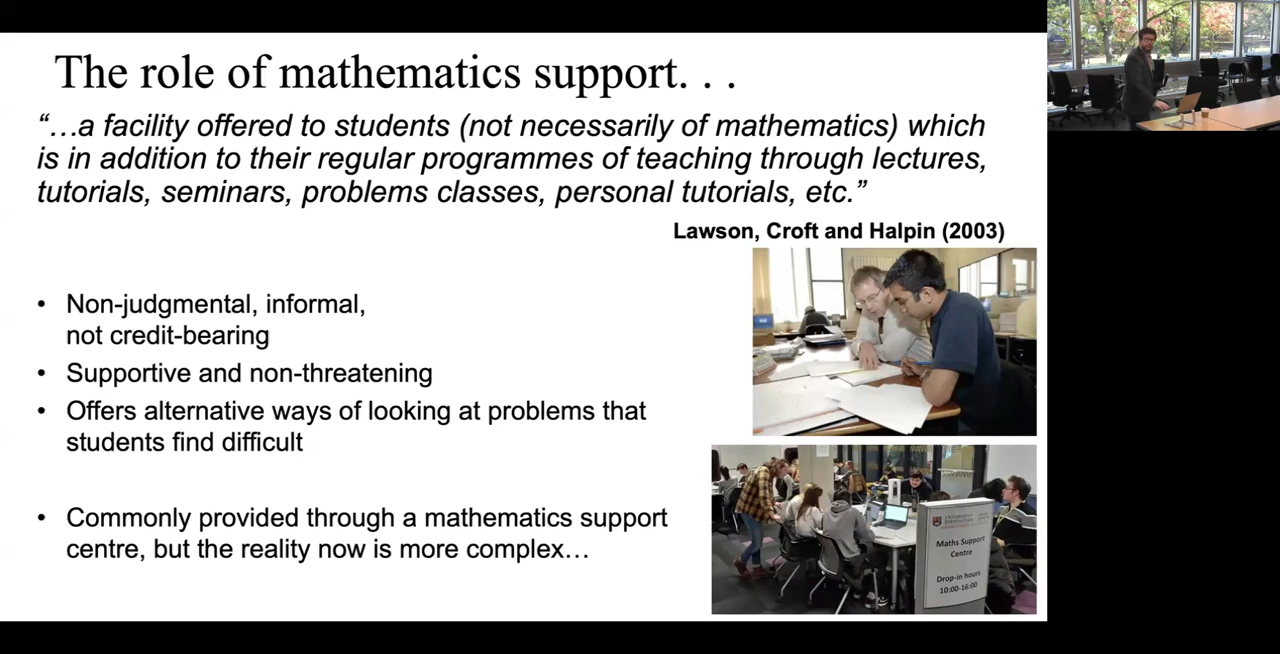 The role of mathematics support. . .
“…a facility offered to students (not necessarily of mathematics) which
is in addition to their regular programmes of teaching through lectures,
tutorials, seminars, problems classes, personal tutorials, etc.”
Lawson, Croft and Halpin (2003)
• Non-judgmental, informal,
not credit-bearing
• Supportive and non-threatening
• Offers alternative ways of looking at problems that
students find difficult
• Commonly provided through a mathematics support
centre, but the reality now is more complex…
UNIVERSITY
BIRMINGHAM
Maths Support
Centre
Drop-in hours
10:00-16:00